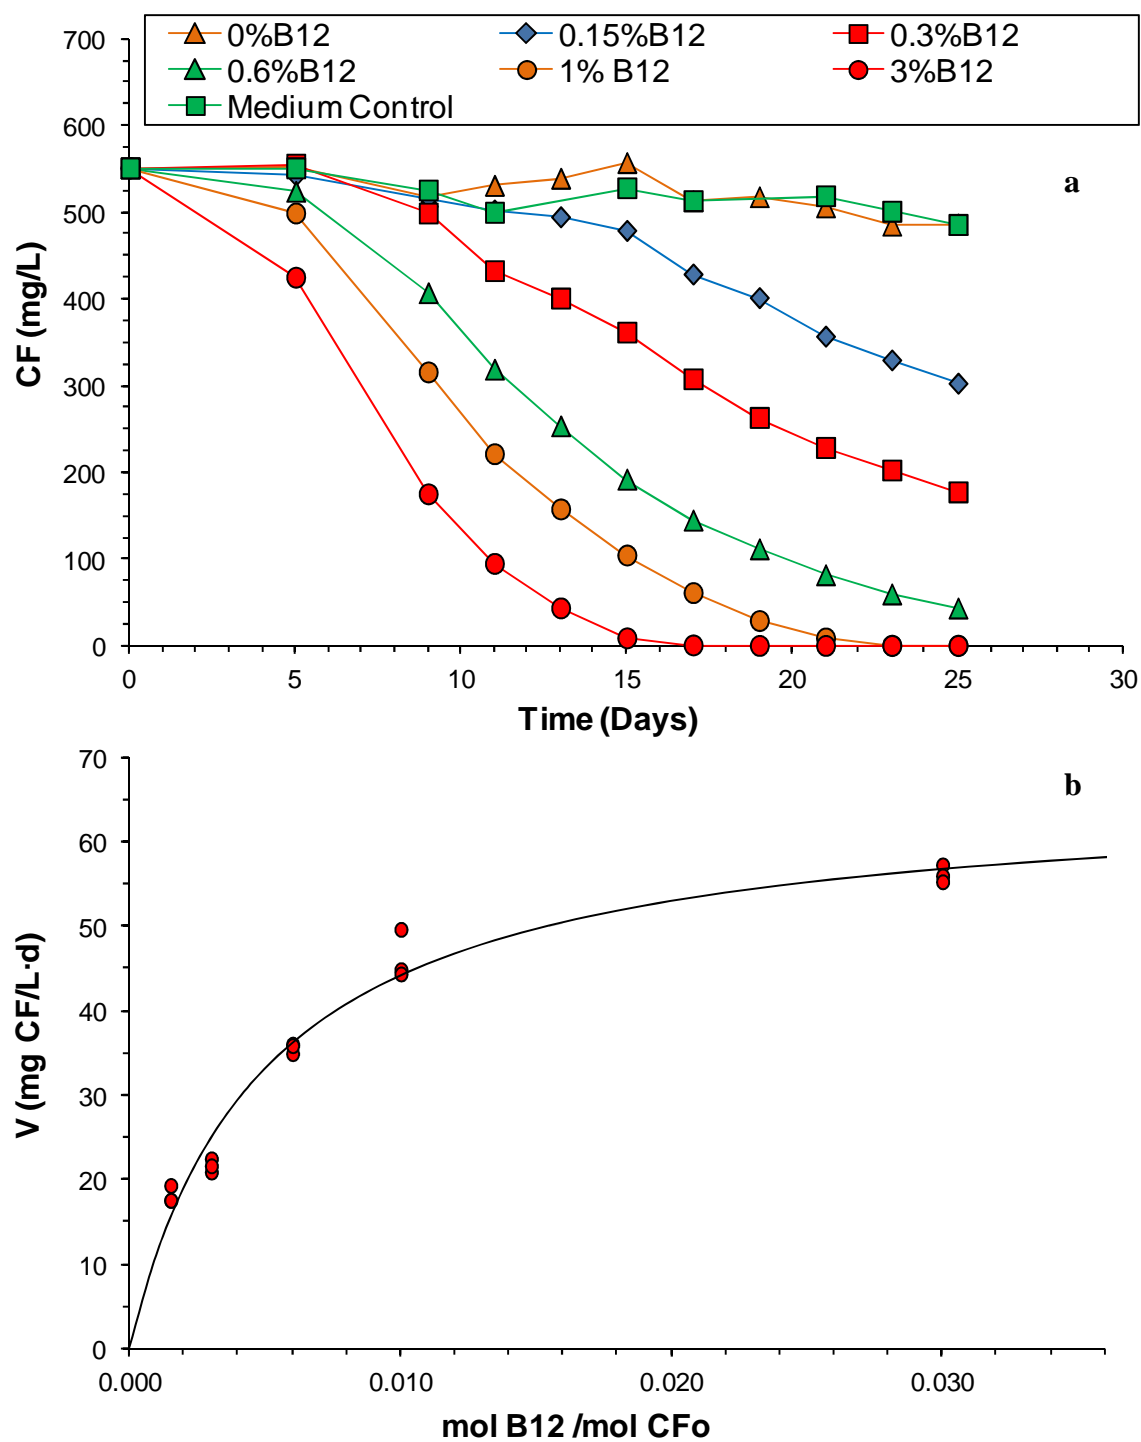 0%B12 0.15%B12 0.3%B12
0.6%B12 1% B12 3%B12
Medium Control
a
700
600
500
400
300
200
100
0
CF (mg/L)
0 5 10 15 20 25 30
Time (Days)
b
70
60
50
40
30
20
10
0
V (mg CF/L·d)
0.000 0.010 0.020 0.030
mol B12 /mol CFo